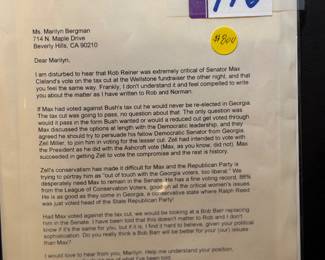 $800
Ms. Marilyn Bergman
714 N. Maple Drive
Beverly Hills, CA 90210
Dear Marilyn,
I am disturbed to hear that Rob Reiner was extremely critical of Senator Max
Cleland's vote on the tax cut at the Wellstone fundraiser the other night, and that
you feel the same way. Frankly, I don't understand it and feel compelled to write
you about the matter as I have written to Rob and Norman.
If Max had voted against Bush's tax cut he would never be re-elected in Georgia.
The tax cut was going to pass, no question about that. The only question was
would it pass in the form Bush wanted or would a reduced cut get voted through
Max discussed the options at length with the Democratic leadership, and they
agreed he should try to persuade his fellow Democratic Senator from Georgia,
Zell Miller, to join him in voting for the lesser cut. Zell had intended to vote with
the President as he did with the Ashcroft vote (Max, as you know, did not). Max
succeeded in getting Zell to vote the compromise and the rest is history.
Zell's conservatism has made it difficult for Max and the Republican Party is
trying to portray him as "out of touch with Georgia voters, too liberal." We
desperately need Max to remain in the Senate. He has a fine voting record, 88%
from the League of Conservation Voters, good on all the critical women's issues
He is as good as they come in Georgia, a conservative state where Ralph Reed
was just voted head of the State Republican Party!
Had Max voted against the tax cut, we would be looking at a Bob Barr replacing
him in the Senate. I have been told that this doesn't matter to Rob and I don't
know if it's the same for you, but if it is, I find it hard to believe, given your political
sophistication. Do you really think a Bob Barr will be better for your (our) issues
than Max?
I would love to hear from you, Marilyn. Help me understand your position,
of what I've been told